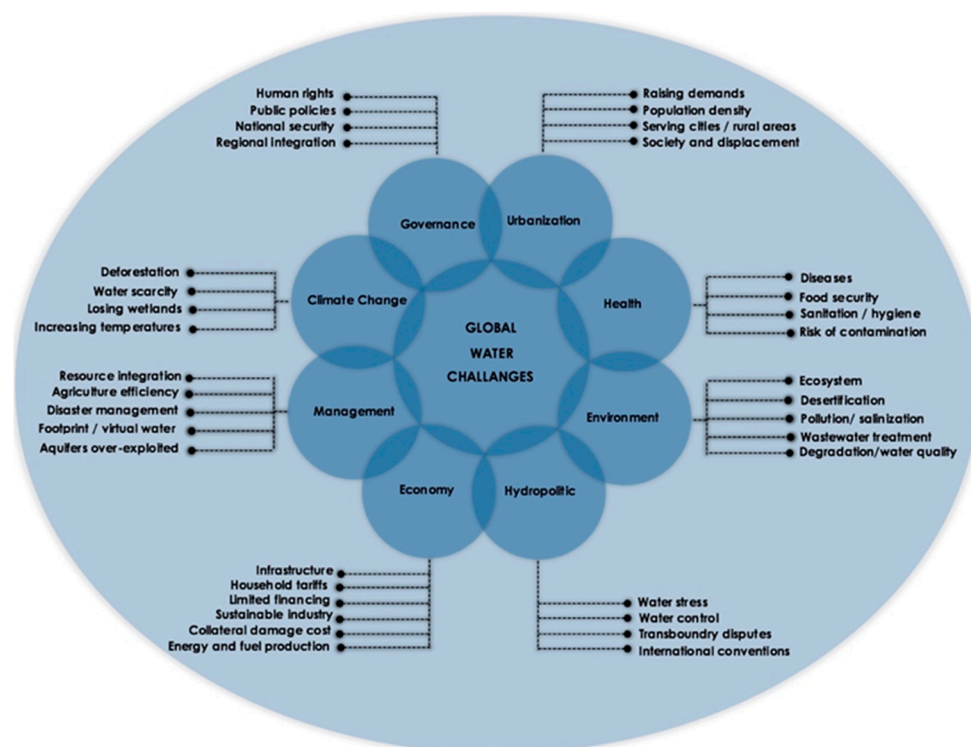 Human rights
Public policies
National security
Regional integration
Raising demands
Population density
Serving cities / rural areas
Society and displacement
Governance
Urbanization
Deforestation
Water scarcity
Losing wetlands
Increasing temperatures
Climate Change
Health
Diseases
Food security
Sanitation / hygiene
Risk of contamination
GLOBAL
WATER
CHALLANGES
Resource integration
Agriculture efficiency
Disaster management
Footprint / virtual water
Aquifers over-exploited
Management
Environment
Ecosystem
Desertification
Pollution/ salinization
Wastewater treatment
Degradation/water quality
Economy
Hydropolitic
Infrastructure
Household tariffs
Limited financing
Sustainable industry
Collateral damage cost
Energy and fuel production
Water stress
Water control
Transboundry disputes
International conventions